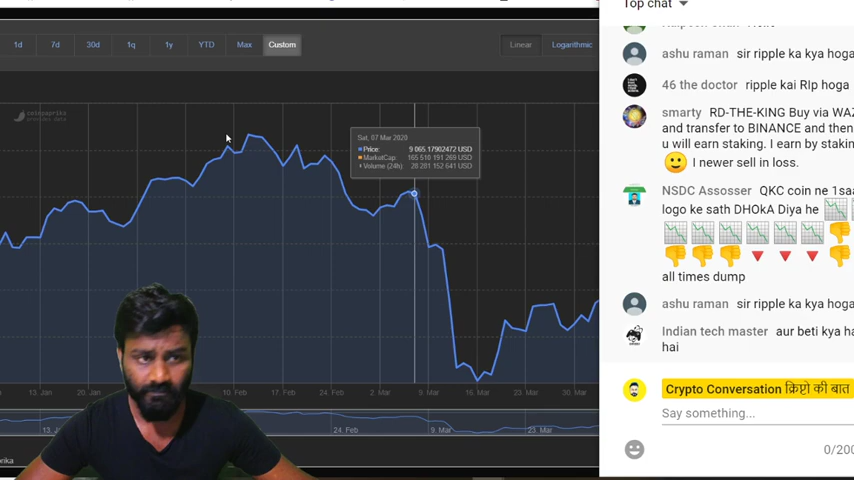 Top chat
1d 7d 30d 1q 1y YTD Max Custom Linear Logarithmic
ashu raman sir ripple ka kya hoga
46 the doctor ripple kai RIp hoga
smarty RD-THE-KING Buy via WAZ
and transfer to BINANCE and then
u will earn staking. I earn by stakin
I newer sell in loss.
NSDC Assosser QKC coin ne 1saa
logo ke sath DHOkA Diya he
all times dump
ashu raman sir ripple ka kya hoga
Indian tech master aur beti kya ha
hai
Crypto Conversation क्रिप्टो की बात
Say something...
0/200
coinpaprika
Sat, 07 Mar 2020
Price: 9 065.17902472 USD
MarketCap: 165 510 191 269 USD
Volume (24h): 28 281 152 641 USD
13. Jan 20. Jan 10. Feb 17. Feb 24. Feb 2. Mar 9. Mar 16. Mar 23. Mar 30. Mar
24. Feb 9. Mar 23. Mar